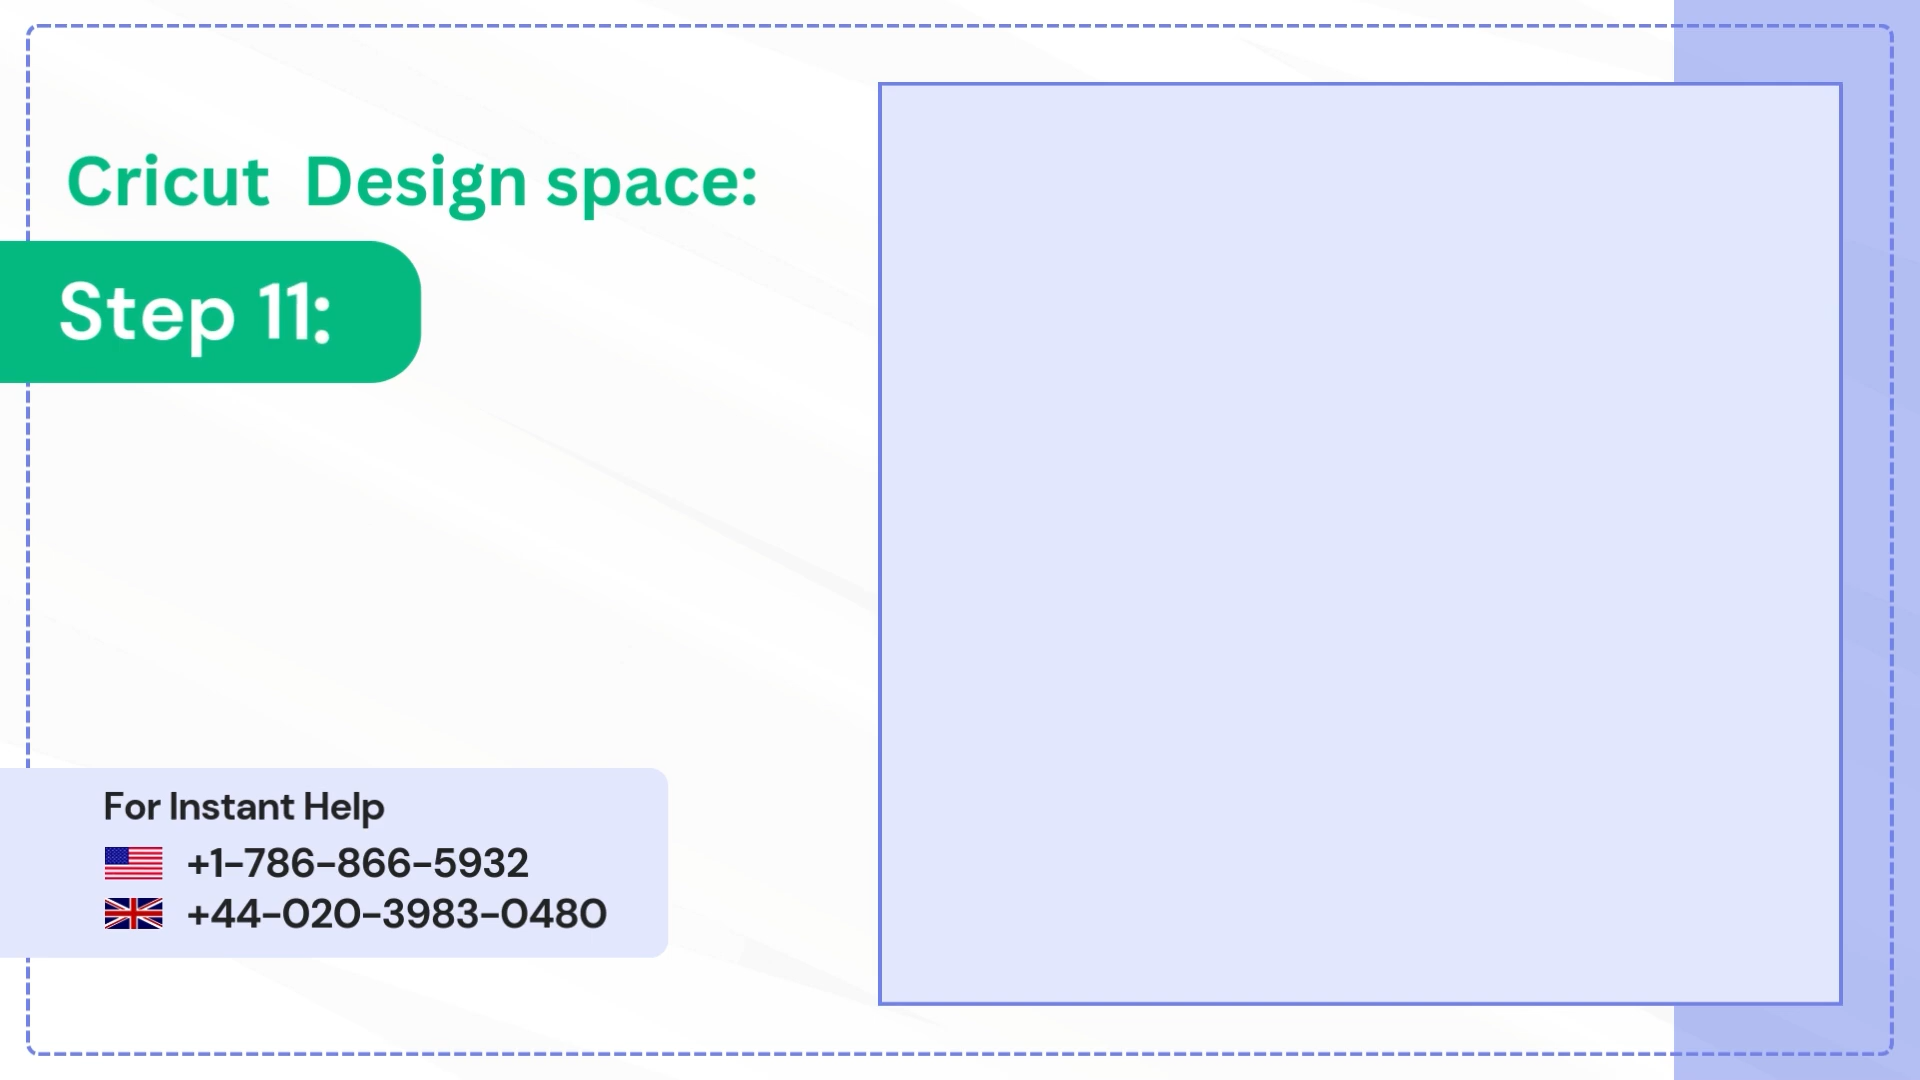 Cricut Design space:
Step 11:
For Instant Help
+1-786-866-5932
+44-020-3983-0480